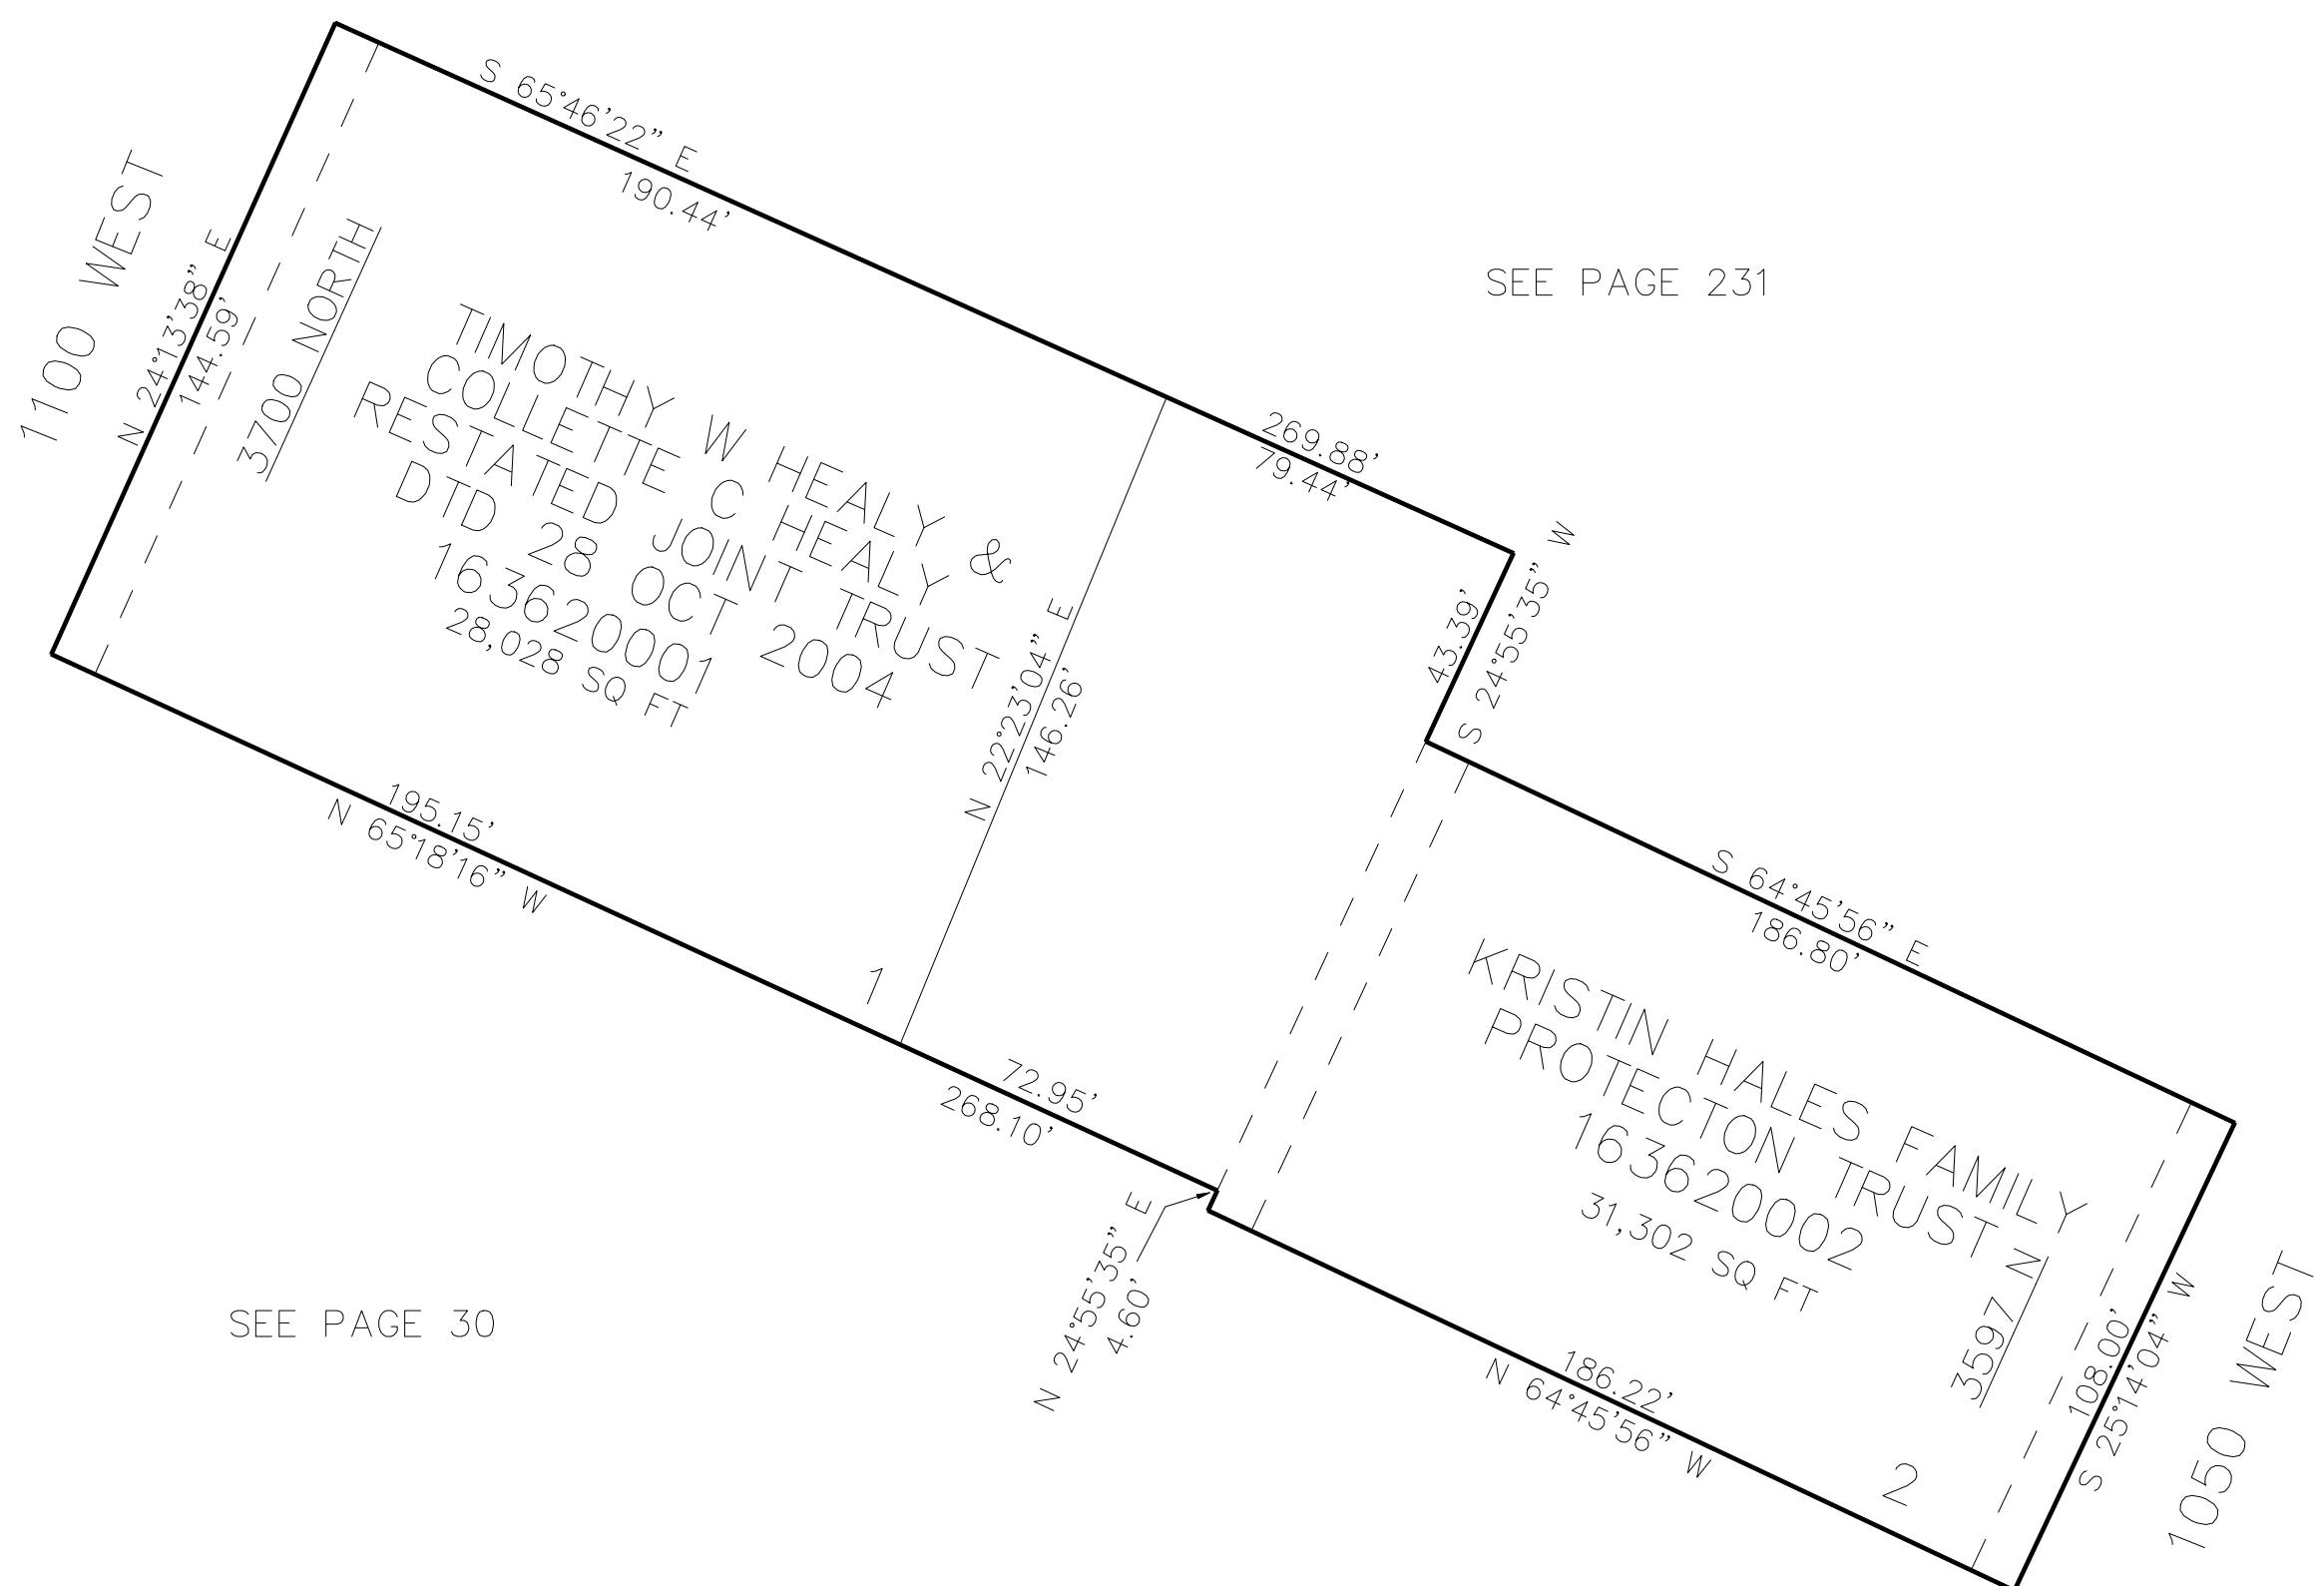 S 65°46'22" E
190.44'
1100 WEST
N 24°13'38" E
144.59'
3700 NORTH
SEE PAGE 231
TIMOTHY W HEALY &
COLLETTE C HEALY
RESTATED JOINT TRUST
DTD 28 OCT 2004
163620001
28,028 SQ FT
269.88'
79.44'
43.39'
S 24°55'35" W
N 22°23'04" E
146.26'
195.15'
N 65°18'16" W
1
S 64°45'56" E
186.80'
72.95'
268.10'
KRISTIN HALES FAMILY
PROTECTON TRUST
163620002
31,302 SQ FT
N 24°55'35" E
4.60'
SEE PAGE 30
3597 N
108.00'
S 25°14'04" W
1050 WEST
186.22'
N 64°45'56" W
2